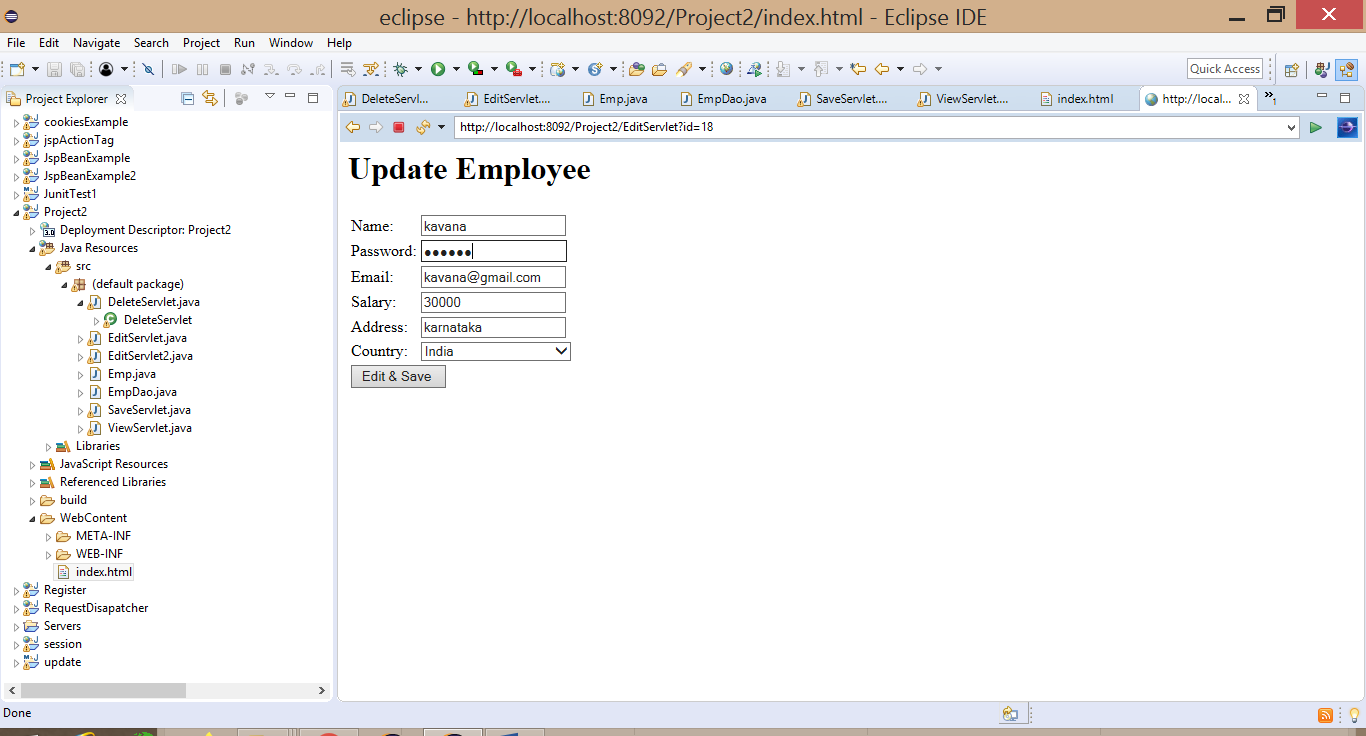 eclipse - http://localhost:8092/Project2/index.html - Eclipse IDE
File Edit Navigate Search Project Run Window Help
Quick Access
Project Explorer
DeleteServl... EditServlet.... Emp.java EmpDao.java SaveServlet.... ViewServlet.... index.html http://local... »1
http://localhost:8092/Project2/EditServlet?id=18
cookiesExample
jspActionTag
JspBeanExample
JspBeanExample2
JunitTest1
Project2
Deployment Descriptor: Project2
Java Resources
src
(default package)
DeleteServlet.java
DeleteServlet
EditServlet.java
EditServlet2.java
Emp.java
EmpDao.java
SaveServlet.java
ViewServlet.java
Libraries
JavaScript Resources
Referenced Libraries
build
WebContent
META-INF
WEB-INF
index.html
Register
RequestDisapatcher
Servers
session
update
Update Employee
Name: kavana
Password: ●●●●●●
Email: kavana@gmail.com
Salary: 30000
Address: karnataka
Country: India
Edit & Save
Done